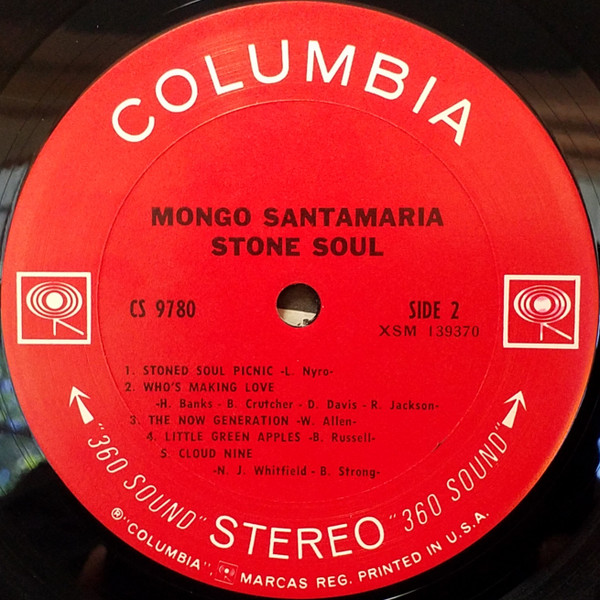 COLUMBIA
MONGO SANTAMARIA
STONE SOUL
CS 9780
SIDE 2
XSM 139370
1. STONED SOUL PICNIC -L. Nyro-
2. WHO'S MAKING LOVE
-H. Banks - B. Crutcher - D. Davis - R. Jackson-
3. THE NOW GENERATION -W. Allen-
4. LITTLE GREEN APPLES -B. Russell-
5. CLOUD NINE
-N. J. Whitfield - B. Strong-
"360 SOUND" STEREO "360 SOUND"
® "COLUMBIA", MARCAS REG. PRINTED IN U.S.A.